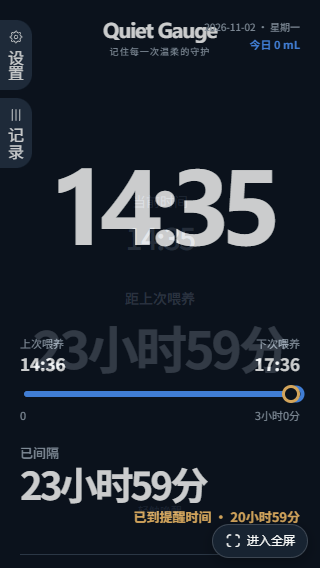 Quiet Gauge
2026-11-02 · 星期一
记住每一次温柔的守护
今日 0 mL
设置
记录
14:35
14:35
距上次喂养
23小时59分
上次喂养
下次喂养
14:36
17:36
0
3小时0分
已间隔
23小时59分
已到提醒时间 · 20小时59分
进入全屏